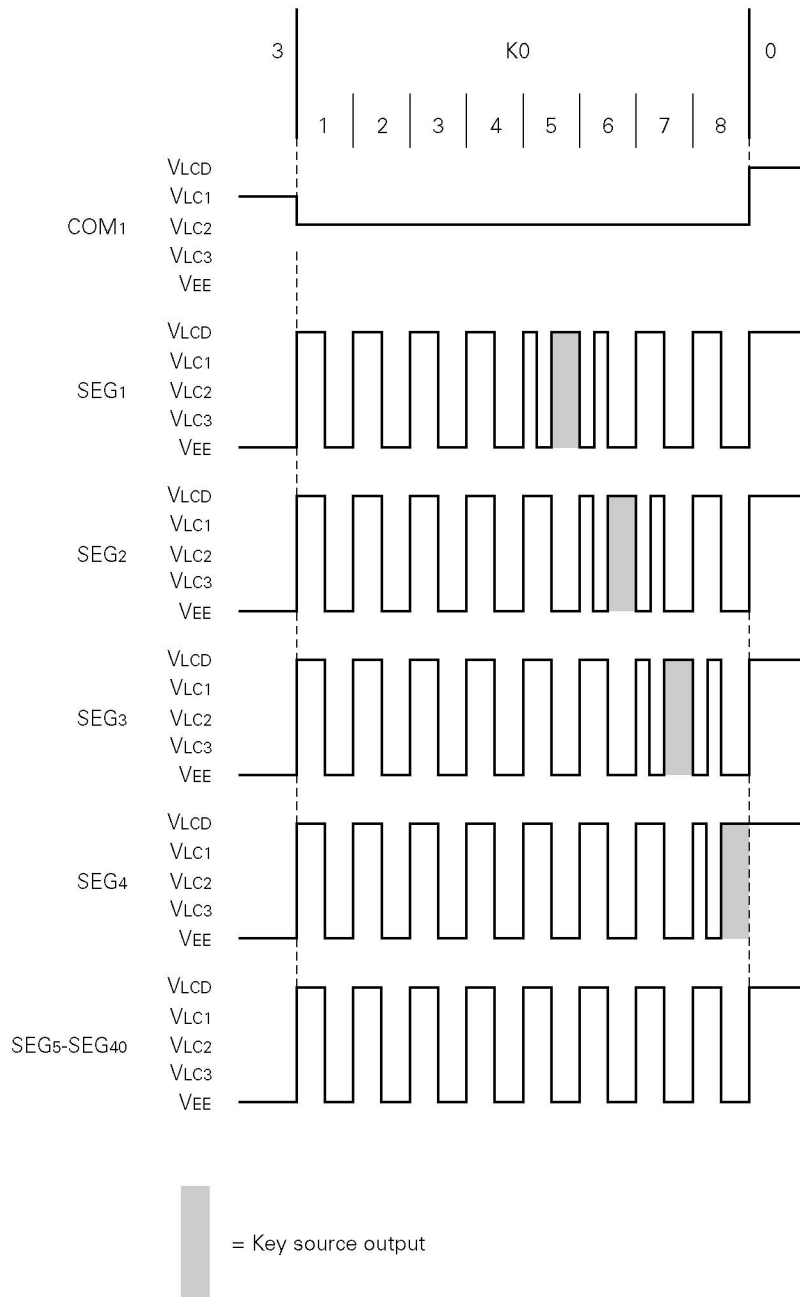 3 K0 0
1 2 3 4 5 6 7 8
VLCD
VLC1
COM1 VLC2
VLC3
VEE
VLCD
VLC1
SEG1 VLC2
VLC3
VEE
VLCD
VLC1
SEG2 VLC2
VLC3
VEE
VLCD
VLC1
SEG3 VLC2
VLC3
VEE
VLCD
VLC1
SEG4 VLC2
VLC3
VEE
VLCD
VLC1
SEG5-SEG40 VLC2
VLC3
VEE
= Key source output